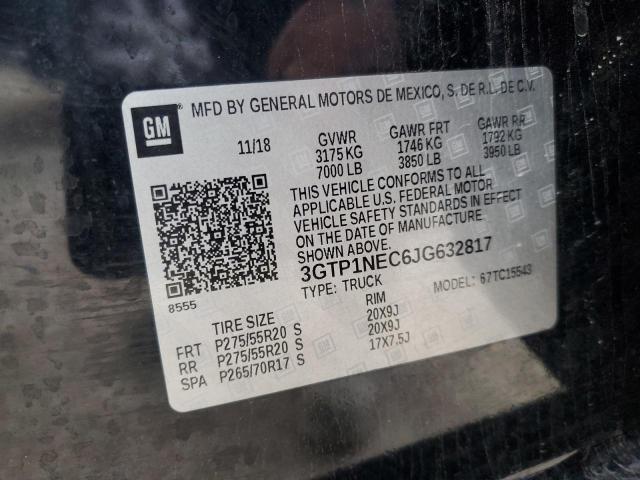 GM ®
MFD BY GENERAL MOTORS DE MEXICO, S. DE R.L. DE C.V.
11/18 GVWR GAWR FRT GAWR RR
3175 KG 1746 KG 1792 KG
7000 LB 3850 LB 3950 LB
THIS VEHICLE CONFORMS TO ALL
APPLICABLE U.S. FEDERAL MOTOR
VEHICLE SAFETY STANDARDS IN EFFECT
ON THE DATE OF MANUFACTURE
SHOWN ABOVE.
3GTP1NEC6JG632817
8555 TYPE: TRUCK MODEL: 67TC15543
TIRE SIZE RIM
FRT P275/55R20 S 20X9J
RR P275/55R20 S 20X9J
SPA P265/70R17 S 17X7.5J